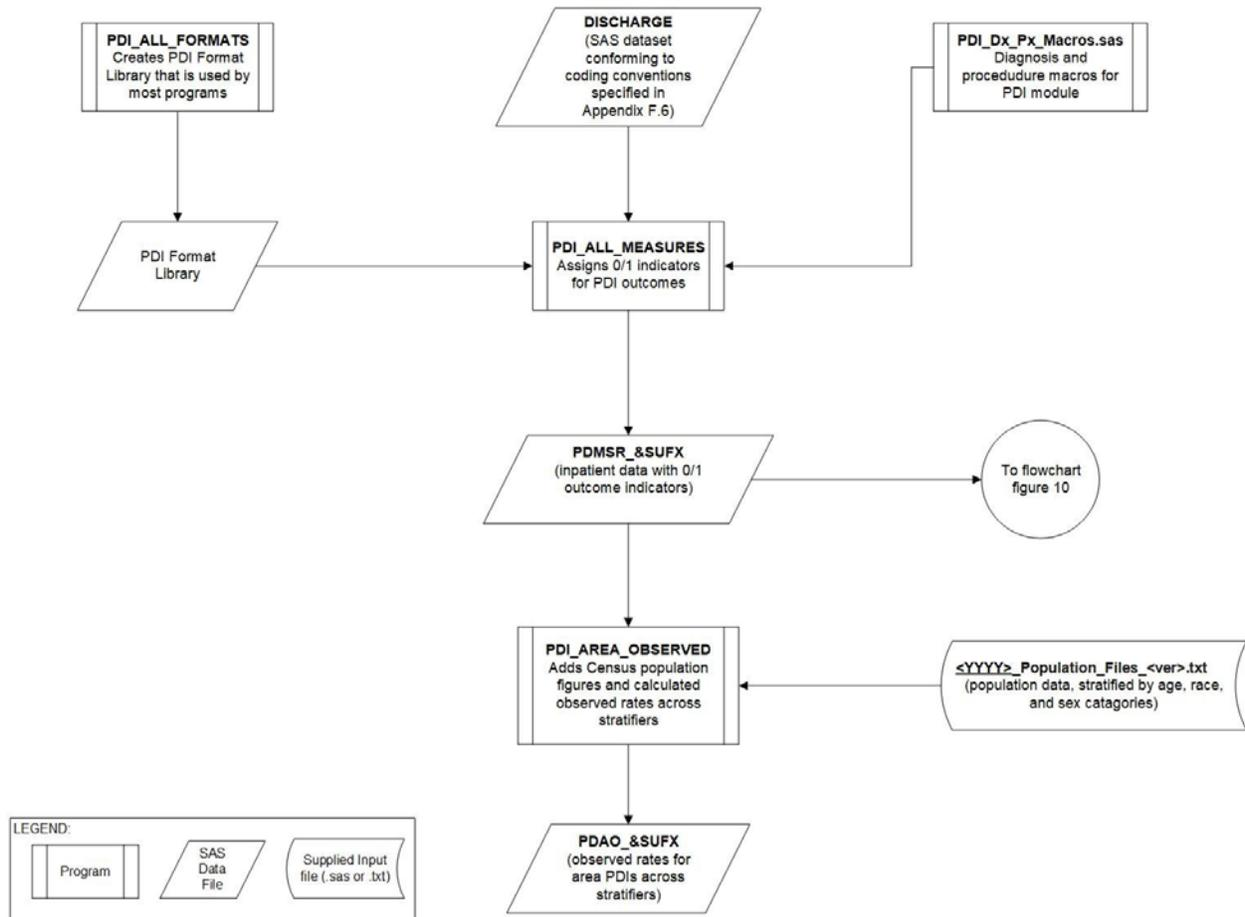 PDI_ALL_FORMATS
Creates PDI Format
Library that is used by
most programs
DISCHARGE
(SAS dataset
conforming to
coding conventions
specified in
Appendix F.6)
PDI_Dx_Px_Macros.sas
Diagnosis and
procedudure macros for
PDI module
PDI Format
Library
PDI_ALL_MEASURES
Assigns 0/1 indicators
for PDI outcomes
PDMSR_&SUFX
(inpatient data with 0/1
outcome indicators)
To flowchart
figure 10
PDI_AREA_OBSERVED
Adds Census population
figures and calculated
observed rates across
stratifiers
<YYYY>_Population_Files_<ver>.txt
(population data, stratified by age, race,
and sex catagories)
PDAO_&SUFX
(observed rates for
area PDIs across
stratifiers)
LEGEND:
Program
SAS
Data
File
Supplied Input
file (.sas or .txt)